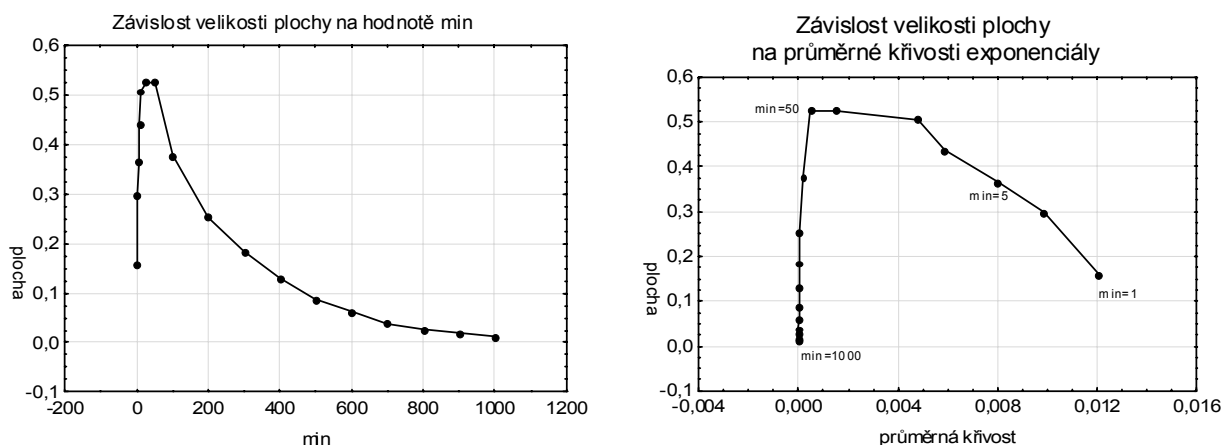 Závislost velikosti plochy na hodnotě min
0,6
0,5
0,4
0,3
0,2
0,1
0,0
-0,1
plocha
-200 0 200 400 600 800 1000 1200
min
Závislost velikosti plochy
na průměrné křivosti exponenciály
0,6
0,5
0,4
0,3
0,2
0,1
0,0
-0,1
plocha
min=50
min=5
min=1
min=1000
-0,004 0,000 0,004 0,008 0,012 0,016
průměrná křivost